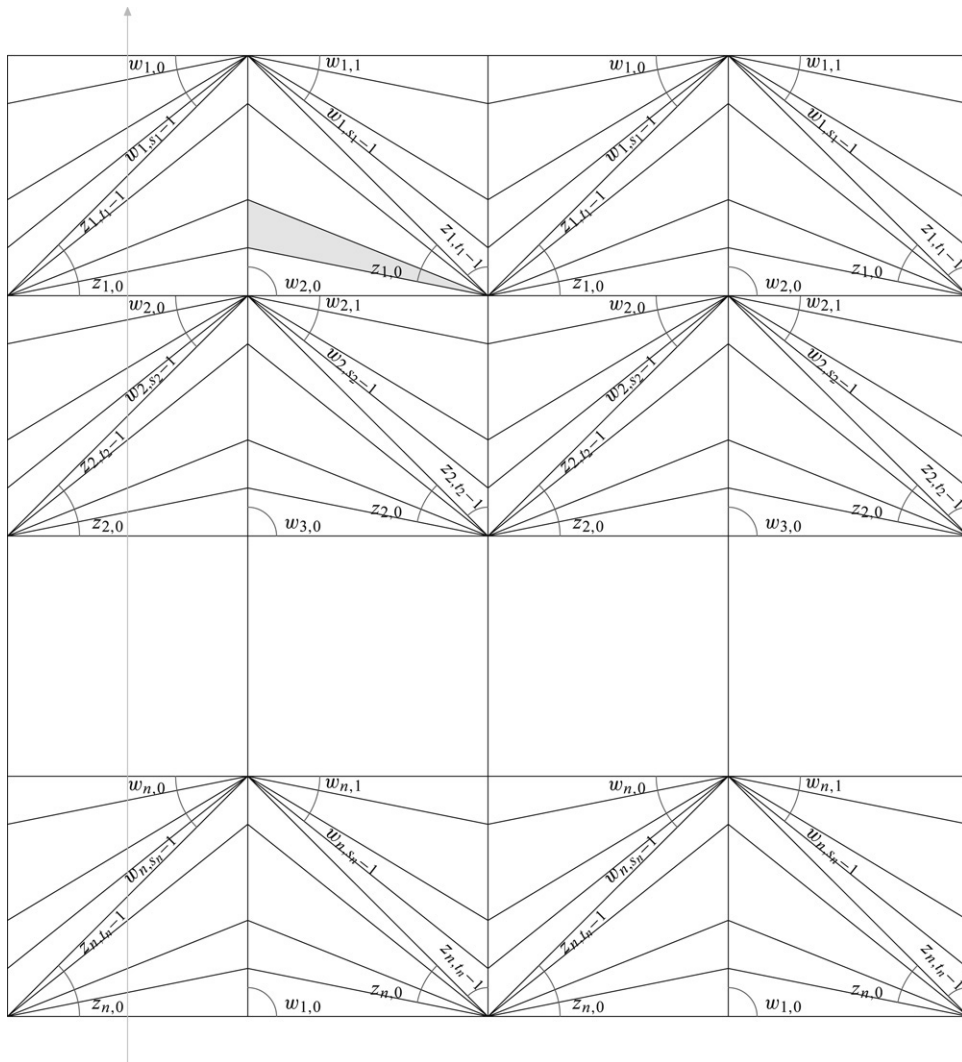 w1,0 w1,1 w1,0 w1,1
w1,s1−1 w1,s1−1 w1,s1−1 w1,s1−1
z1,t1−1 z1,t1−1 z1,t1−1 z1,t1−1
z1,0 w2,0 z1,0 z1,0 w2,0 z1,0
w2,0 w2,1 w2,0 w2,1
w2,s2−1 w2,s2−1 w2,s2−1 w2,s2−1
z2,t2−1 z2,t2−1 z2,t2−1 z2,t2−1
z2,0 w3,0 z2,0 z2,0 w3,0 z2,0
wn,0 wn,1 wn,0 wn,1
wn,sn−1 wn,sn−1 wn,sn−1 wn,sn−1
zn,tn−1 zn,tn−1 zn,tn−1 zn,tn−1
zn,0 w1,0 zn,0 zn,0 w1,0 zn,0